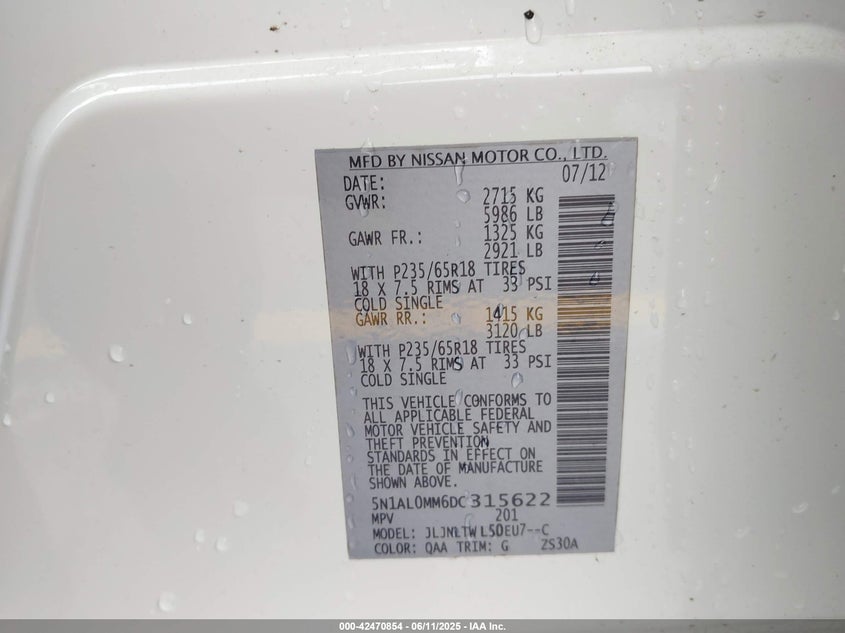 MFD BY NISSAN MOTOR CO., LTD.
DATE: 07/12
GVWR: 2715 KG
5986 LB
GAWR FR.: 1325 KG
2921 LB
WITH P235/65R18 TIRES
18 X 7.5 RIMS AT 33 PSI
COLD SINGLE
GAWR RR.: 1415 KG
3120 LB
WITH P235/65R18 TIRES
18 X 7.5 RIMS AT 33 PSI
COLD SINGLE
THIS VEHICLE CONFORMS TO
ALL APPLICABLE FEDERAL
MOTOR VEHICLE SAFETY AND
THEFT PREVENTION
STANDARDS IN EFFECT ON
THE DATE OF MANUFACTURE
SHOWN ABOVE.
5N1AL0MM6DC315622
MPV 201
MODEL: JLJNLTWL50EU7--C
COLOR: QAA TRIM: G ZS30A
000-42470854 - 06/11/2025 - IAA Inc.